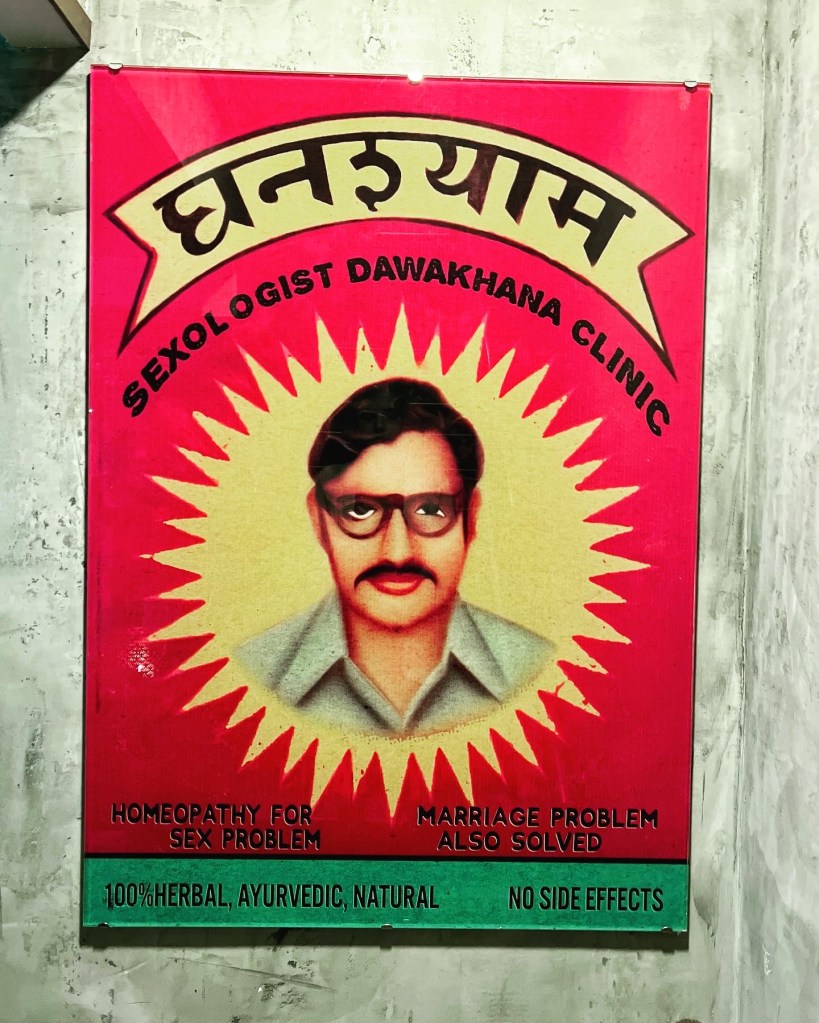 घनश्याम
SEXOLOGIST DAWAKHANA CLINIC
HOMEOPATHY FOR
SEX PROBLEM
MARRIAGE PROBLEM
ALSO SOLVED
100%HERBAL, AYURVEDIC, NATURAL
NO SIDE EFFECTS